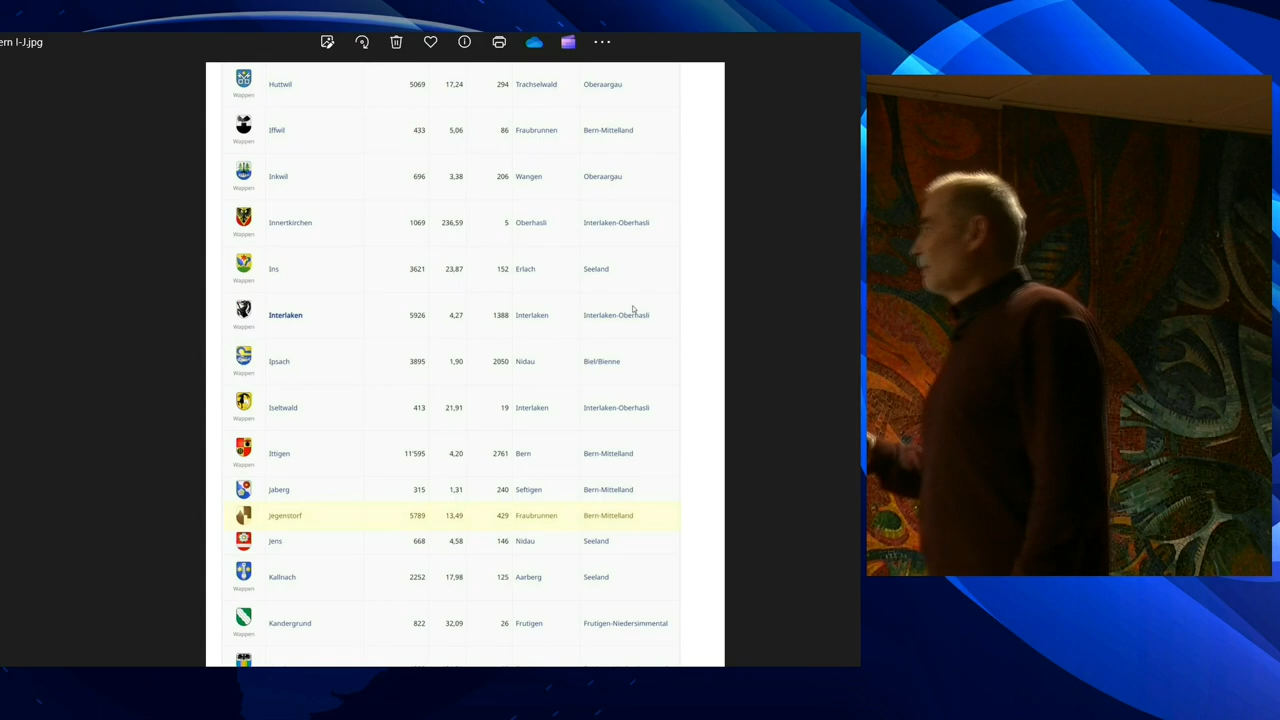 ern I-J.jpg
Wappen Huttwil 5069 17,24 294 Trachselwald Oberaargau
Wappen Iffwil 433 5,06 86 Fraubrunnen Bern-Mittelland
Wappen Inkwil 696 3,38 206 Wangen Oberaargau
Wappen Innertkirchen 1069 236,59 5 Oberhasli Interlaken-Oberhasli
Wappen Ins 3621 23,87 152 Erlach Seeland
Wappen Interlaken 5926 4,27 1388 Interlaken Interlaken-Oberhasli
Wappen Ipsach 3895 1,90 2050 Nidau Biel/Bienne
Wappen Iseltwald 413 21,91 19 Interlaken Interlaken-Oberhasli
Wappen Ittigen 11'595 4,20 2761 Bern Bern-Mittelland
Jaberg 315 1,31 240 Seftigen Bern-Mittelland
Jegenstorf 5789 13,49 429 Fraubrunnen Bern-Mittelland
Jens 668 4,58 146 Nidau Seeland
Wappen Kallnach 2252 17,98 125 Aarberg Seeland
Wappen Kandergrund 822 32,09 26 Frutigen Frutigen-Niedersimmental